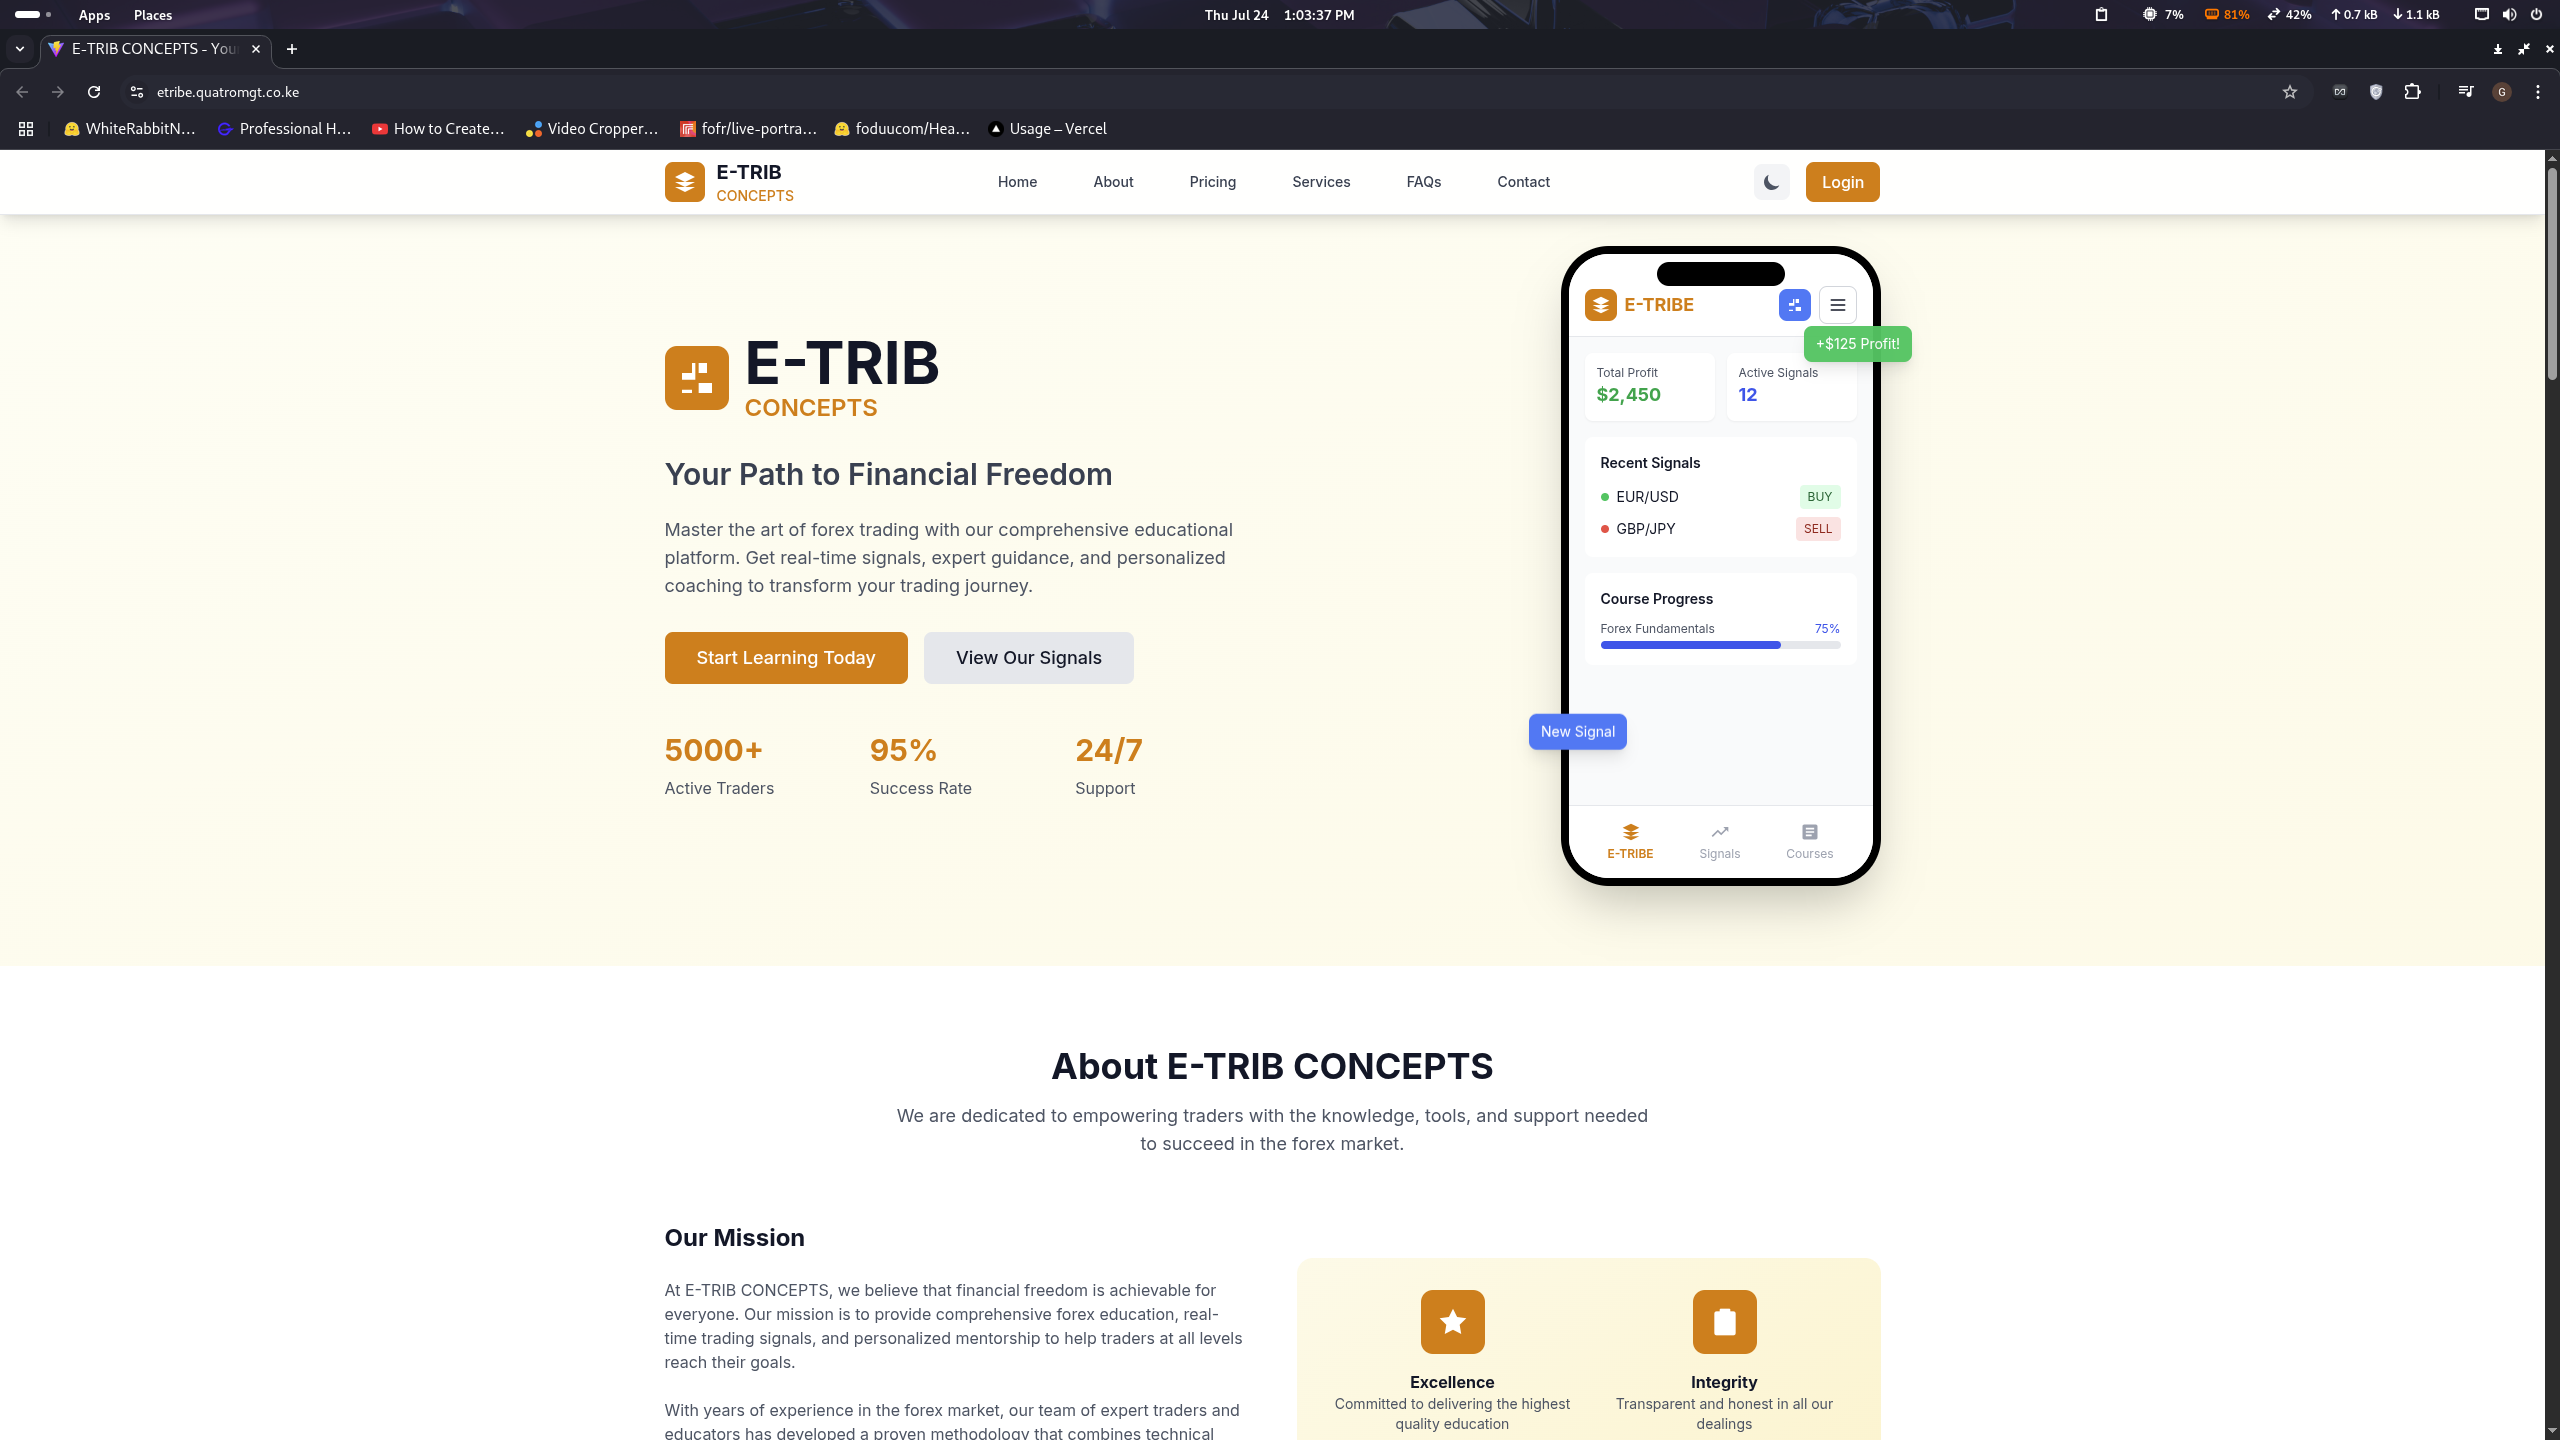 Apps Places Thu Jul 24 1:03:37 PM 7% 81% 42% 0.7 kB 1.1 kB
E-TRIB CONCEPTS - You
etribe.quatromgt.co.ke G
WhiteRabbitN... Professional H... How to Create... Video Cropper... fofr/live-portra... foduucom/Hea... Usage – Vercel
E-TRIB
CONCEPTS
Home About Pricing Services FAQs Contact
Login
E-TRIB
CONCEPTS
Your Path to Financial Freedom
Master the art of forex trading with our comprehensive educational
platform. Get real-time signals, expert guidance, and personalized
coaching to transform your trading journey.
Start Learning Today View Our Signals
5000+ 95% 24/7
Active Traders Success Rate Support
E-TRIBE
+$125 Profit!
Total Profit Active Signals
$2,450 12
Recent Signals
EUR/USD BUY
GBP/JPY SELL
Course Progress
Forex Fundamentals 75%
New Signal
E-TRIBE Signals Courses
About E-TRIB CONCEPTS
We are dedicated to empowering traders with the knowledge, tools, and support needed
to succeed in the forex market.
Our Mission
At E-TRIB CONCEPTS, we believe that financial freedom is achievable for
everyone. Our mission is to provide comprehensive forex education, real-
time trading signals, and personalized mentorship to help traders at all levels
reach their goals.
With years of experience in the forex market, our team of expert traders and
educators has developed a proven methodology that combines technical
Excellence
Committed to delivering the highest
quality education
Integrity
Transparent and honest in all our
dealings